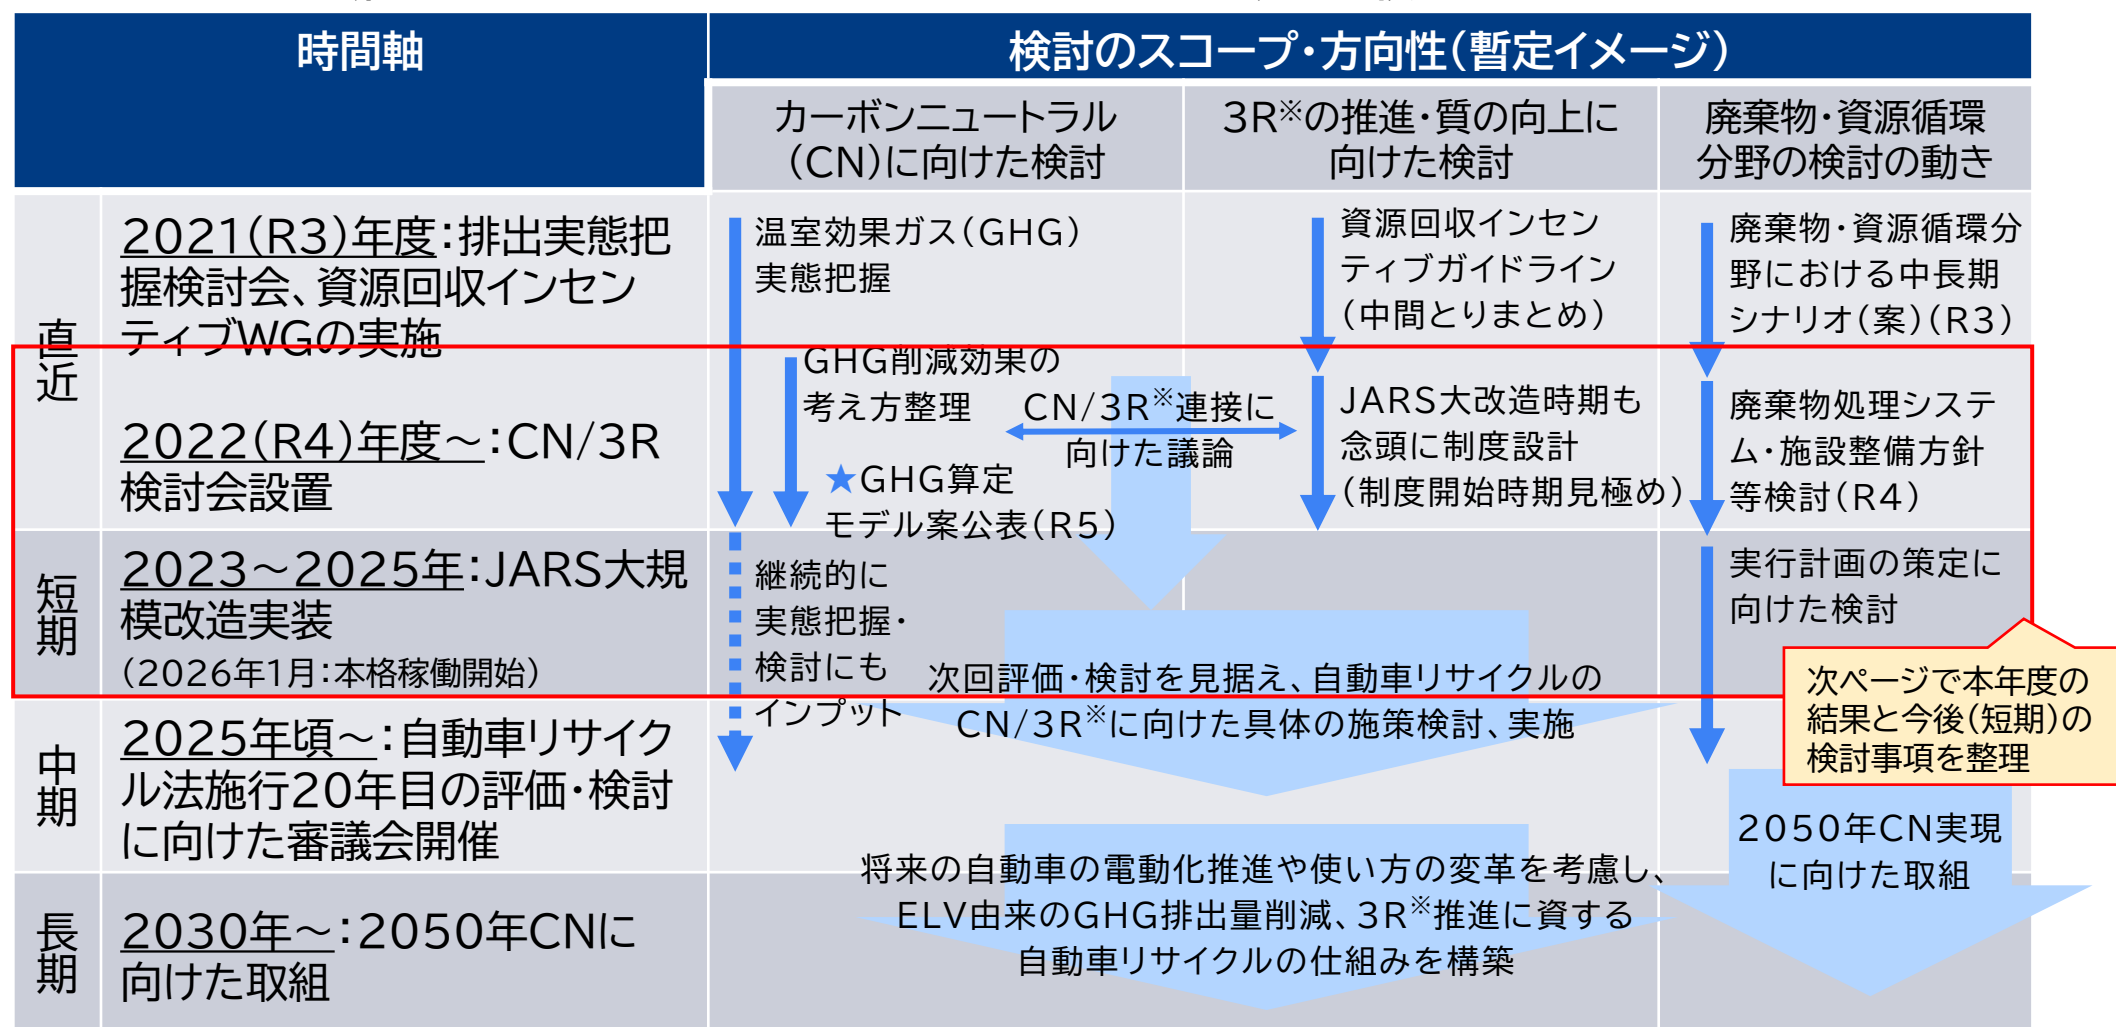 時間軸
検討のスコープ・方向性(暫定イメージ)
カーボンニュートラル
(CN)に向けた検討
3R※の推進・質の向上に
向けた検討
廃棄物・資源循環
分野の検討の動き
直近
2021(R3)年度:排出実態把
握検討会、資源回収インセン
ティブWGの実施
2022(R4)年度~:CN/3R
検討会設置
温室効果ガス(GHG)
実態把握
GHG削減効果の
考え方整理
★GHG算定
モデル案公表(R5)
CN/3R※連接に
向けた議論
資源回収インセン
ティブガイドライン
(中間とりまとめ)
JARS大改造時期も
念頭に制度設計
(制度開始時期見極め)
廃棄物・資源循環分
野における中長期
シナリオ(案)(R3)
廃棄物処理システ
ム・施設整備方針
等検討(R4)
短期
2023~2025年:JARS大規
模改造実装
(2026年1月:本格稼働開始)
継続的に
実態把握・
検討にも
インプット
実行計画の策定に
向けた検討
次回評価・検討を見据え、自動車リサイクルの
CN/3R※に向けた具体の施策検討、実施
次ページで本年度の
結果と今後(短期)の
検討事項を整理
中期
2025年頃~:自動車リサイク
ル法施行20年目の評価・検討
に向けた審議会開催
2050年CN実現
に向けた取組
長期
2030年~:2050年CNに
向けた取組
将来の自動車の電動化推進や使い方の変革を考慮し、
ELV由来のGHG排出量削減、3R※推進に資する
自動車リサイクルの仕組みを構築